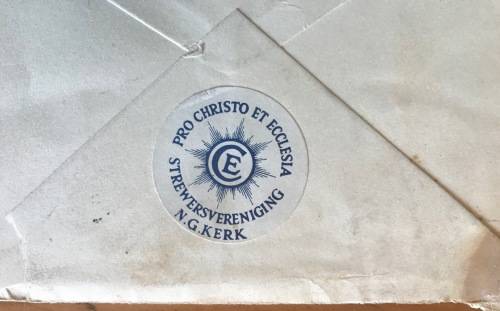 PRO CHRISTO ET ECCLESIA
CE
STREWERSVERENIGING
N.G.KERK